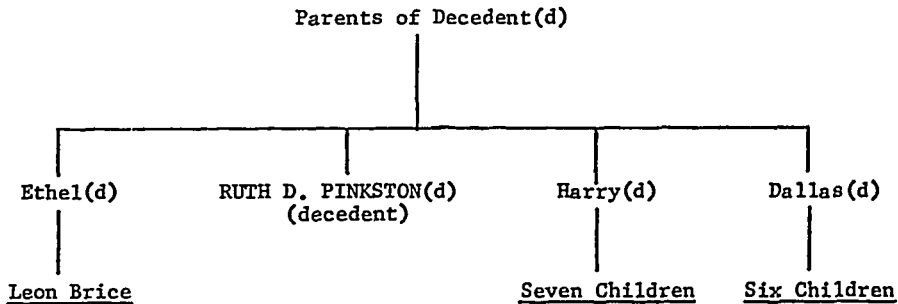 Parents of Decedent(d)
Ethel(d) RUTH D. PINKSTON(d) Harry(d) Dallas(d)
(decedent)
Leon Brice Seven Children Six Children